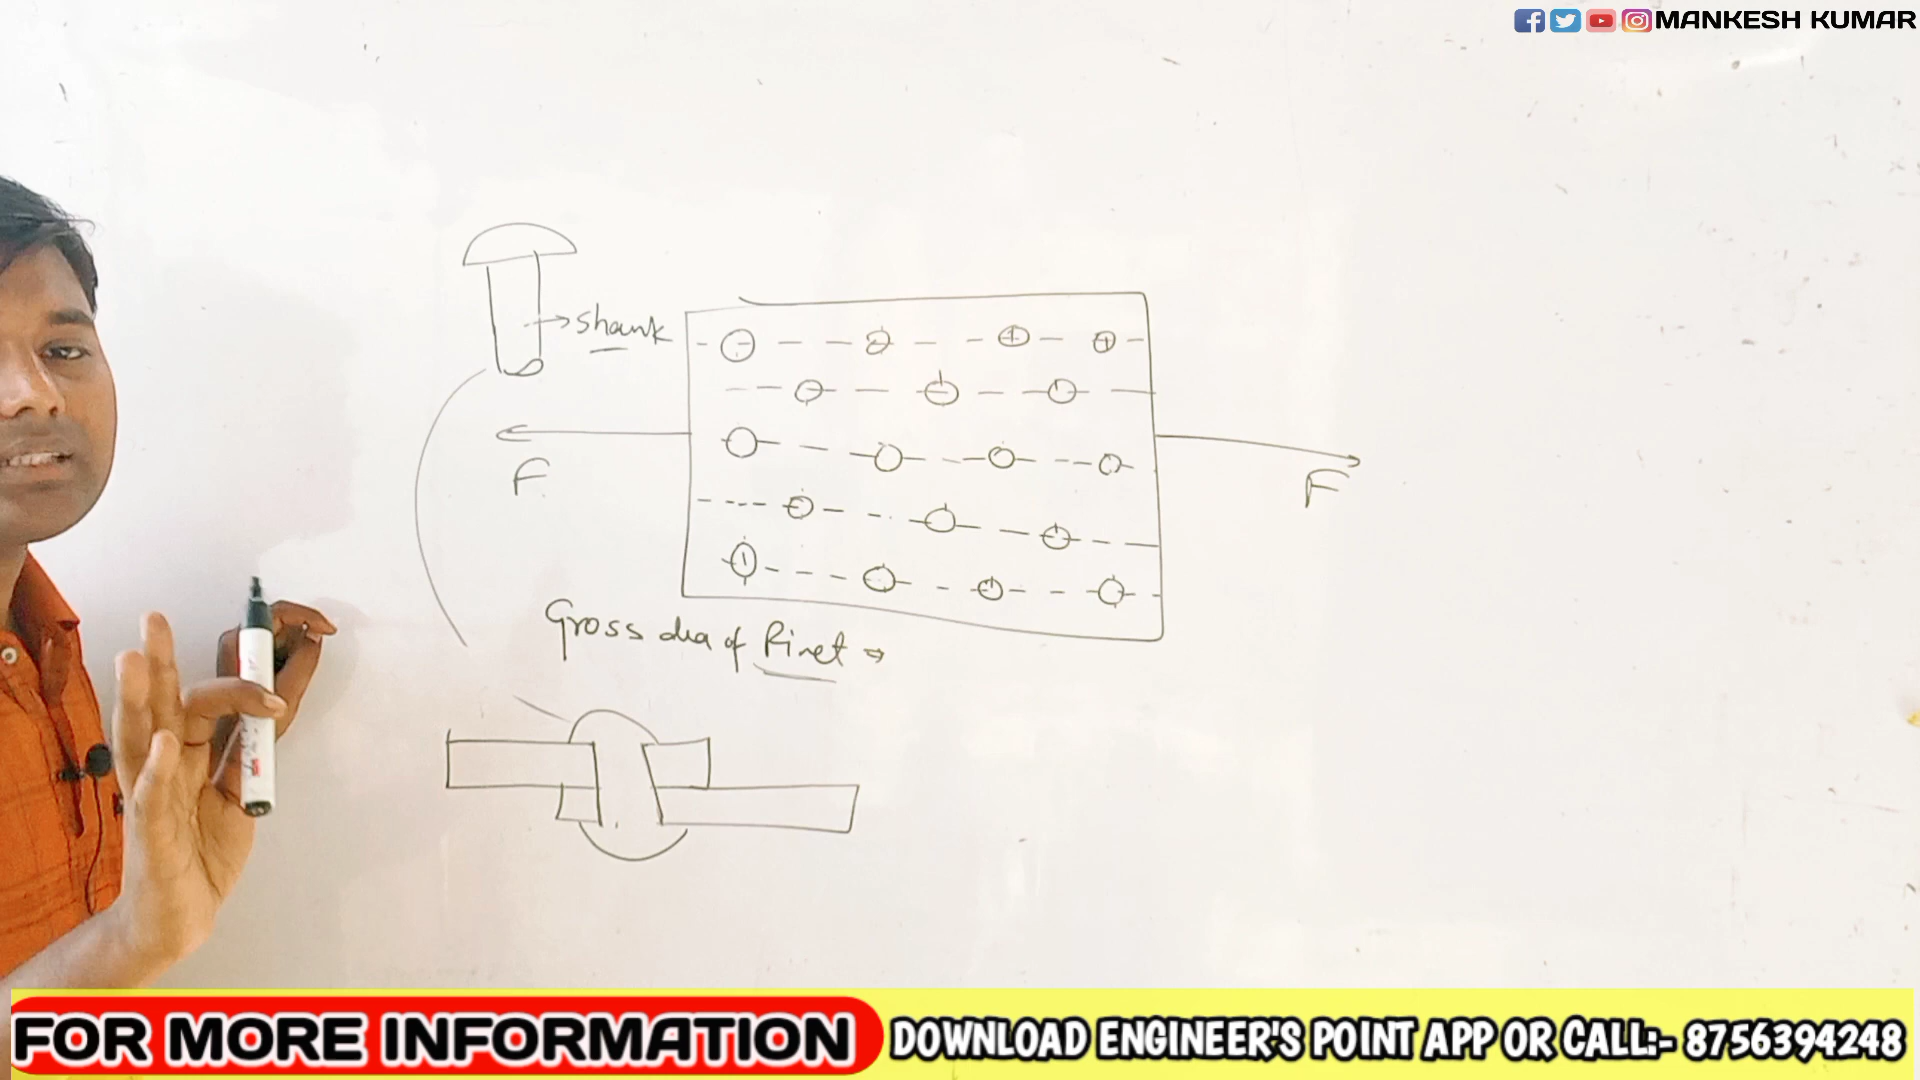 MANKESH KUMAR
Shank
F
F
Gross dia of Rivet ⇒
FOR MORE INFORMATION
DOWNLOAD ENGINEER'S POINT APP OR CALL:- 8756394248